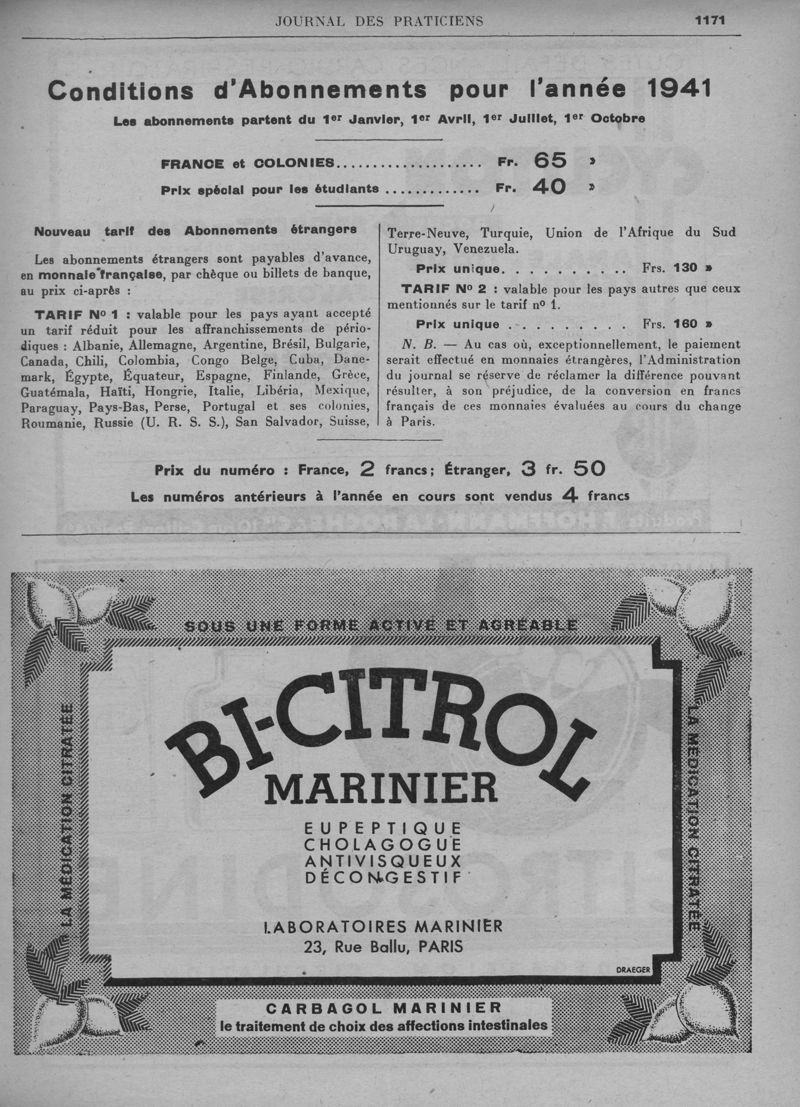 JOURNAL DES PRATICIENS 1171
Conditions d'Abonnements pour l'année 1941
Les abonnements partent du 1er Janvier, 1er Avril, 1er Juillet, 1er Octobre
FRANCE et COLONIES.................... Fr. 65 »
Prix spécial pour les étudiants ............. Fr. 40 »
Nouveau tarif des Abonnements étrangers
Les abonnements étrangers sont payables d'avance,
en monnaie française, par chèque ou billets de banque,
au prix ci-après :
TARIF No 1 : valable pour les pays ayant accepté
un tarif réduit pour les affranchissements de pério-
diques : Albanie, Allemagne, Argentine, Brésil, Bulgarie,
Canada, Chili, Colombia, Congo Belge, Cuba, Dane-
mark, Égypte, Équateur, Espagne, Finlande, Grèce,
Guatémala, Haïti, Hongrie, Italie, Libéria, Mexique,
Paraguay, Pays-Bas, Perse, Portugal et ses colonies,
Roumanie, Russie (U. R. S. S.), San Salvador, Suisse,
Terre-Neuve, Turquie, Union de l'Afrique du Sud
Uruguay, Venezuela.
Prix unique. . . . . . . . . . Frs. 130 »
TARIF No 2 : valable pour les pays autres que ceux
mentionnés sur le tarif no 1.
Prix unique . . . . . . . . . . Frs. 160 »
N. B. — Au cas où, exceptionnellement, le paiement
serait effectué en monnaies étrangères, l'Administration
du journal se réserve de réclamer la différence pouvant
résulter, à son préjudice, de la conversion en francs
français de ces monnaies évaluées au cours du change
à Paris.
Prix du numéro : France, 2 francs; Étranger, 3 fr. 50
Les numéros antérieurs à l'année en cours sont vendus 4 francs
SOUS UNE FORME ACTIVE ET AGRÉABLE
LA MÉDICATION CITRATÉE
BI-CITROL
MARINIER
EUPEPTIQUE
CHOLAGOGUE
ANTIVISQUEUX
DÉCONGESTIF
LABORATOIRES MARINIER
23, Rue Ballu, PARIS
DRAEGER
LA MÉDICATION CITRATÉE
CARBAGOL MARINIER
le traitement de choix des affections intestinales